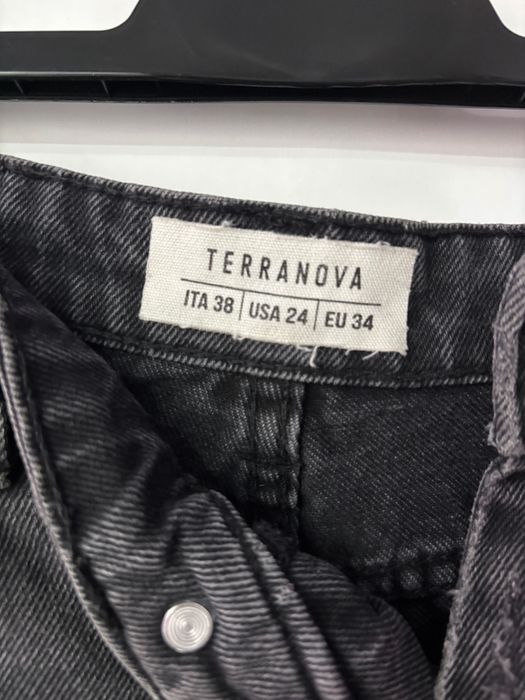 TERRANOVA
ITA 38 | USA 24 | EU 34